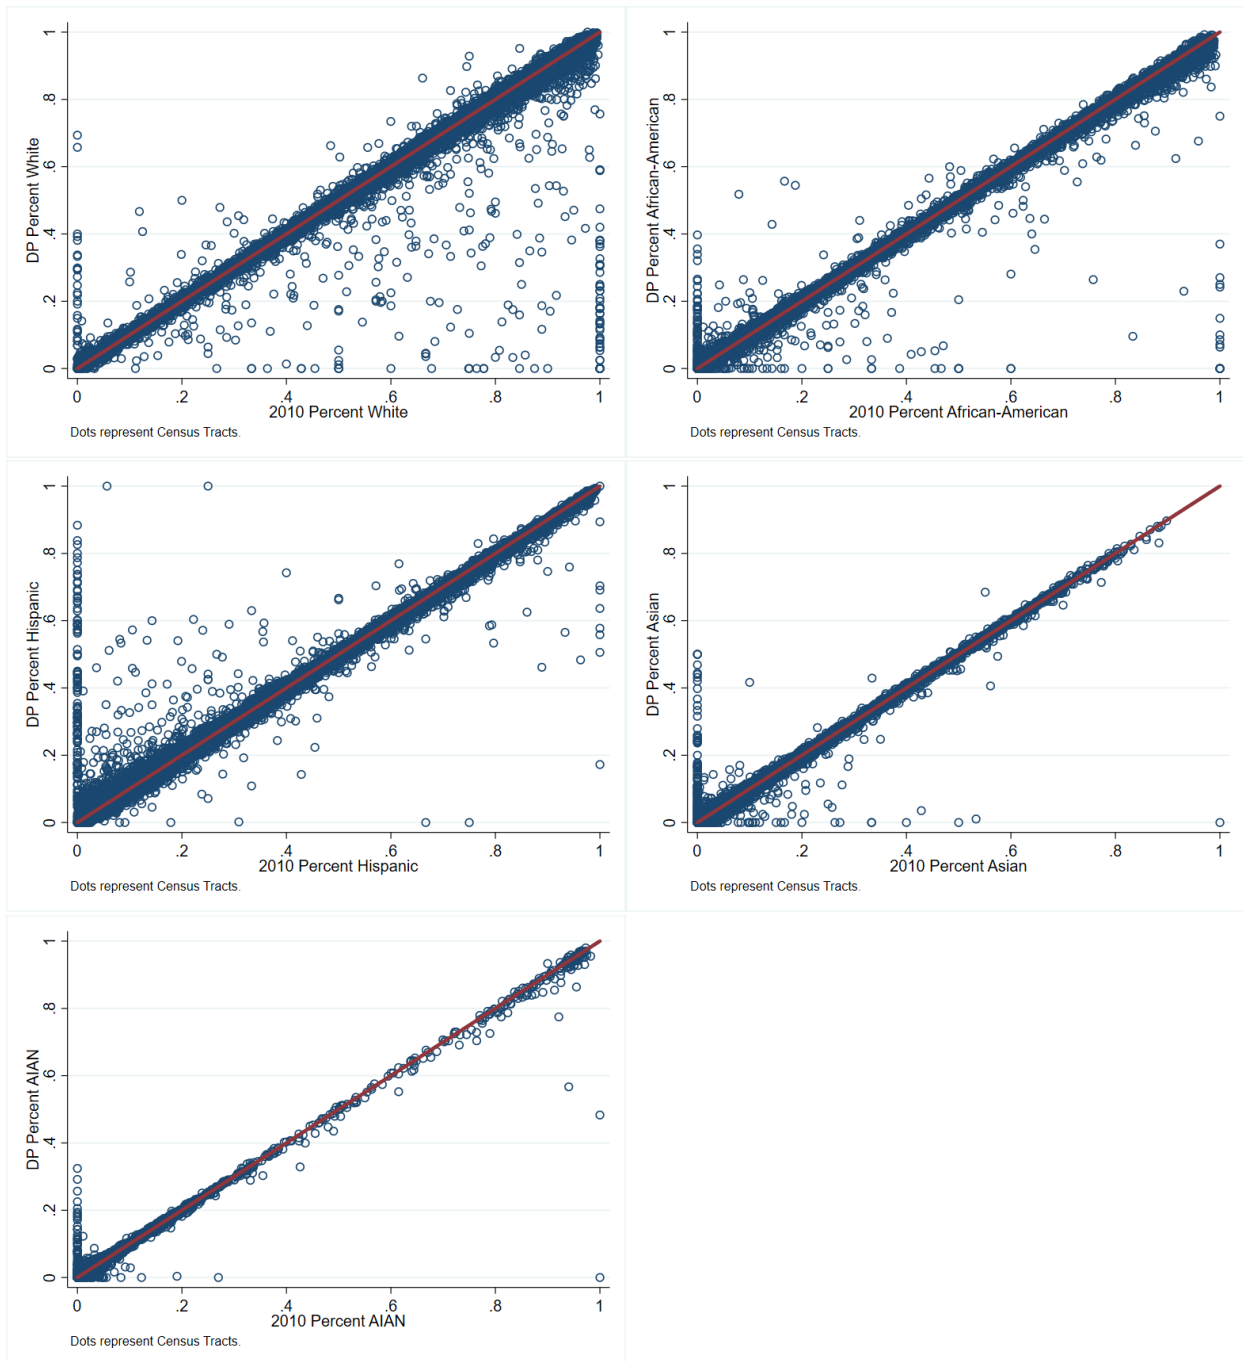 DP Percent White
1
.8
.6
.4
.2
0
0 .2 .4 .6 .8 1
2010 Percent White
Dots represent Census Tracts.
DP Percent African-American
1
.8
.6
.4
.2
0
0 .2 .4 .6 .8 1
2010 Percent African-American
Dots represent Census Tracts.
DP Percent Hispanic
1
.8
.6
.4
.2
0
0 .2 .4 .6 .8 1
2010 Percent Hispanic
Dots represent Census Tracts.
DP Percent Asian
1
.8
.6
.4
.2
0
0 .2 .4 .6 .8 1
2010 Percent Asian
Dots represent Census Tracts.
DP Percent AIAN
1
.8
.6
.4
.2
0
0 .2 .4 .6 .8 1
2010 Percent AIAN
Dots represent Census Tracts.